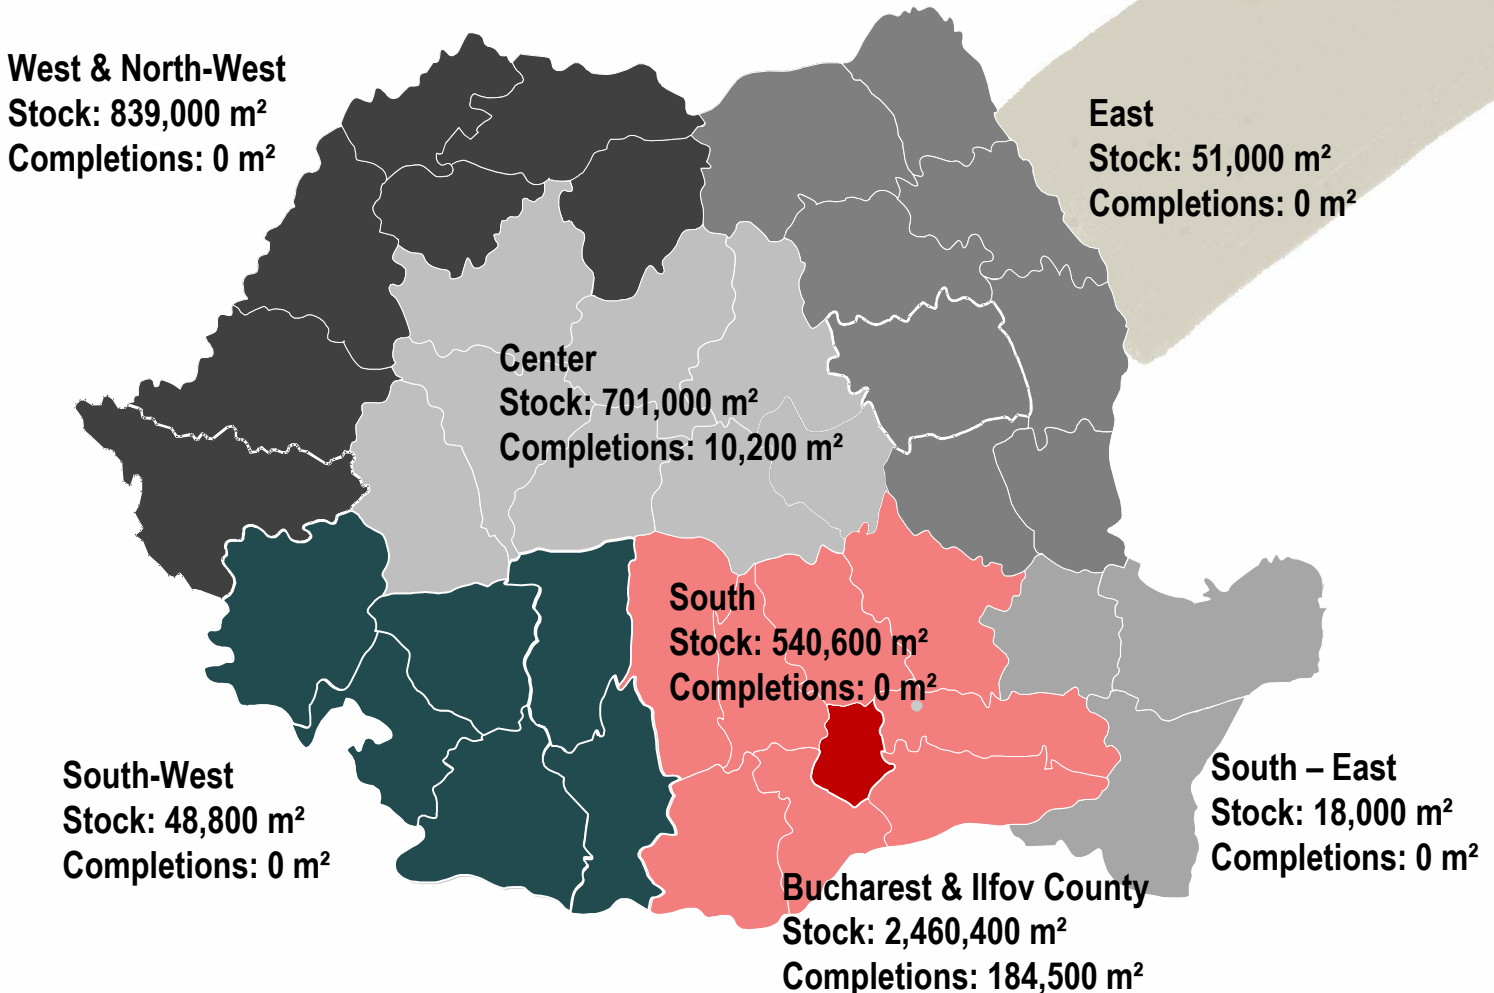 West & North-West
Stock: 839,000 m²
Completions: 0 m²
East
Stock: 51,000 m²
Completions: 0 m²
Center
Stock: 701,000 m²
Completions: 10,200 m²
South
Stock: 540,600 m²
Completions: 0 m²
South-West
Stock: 48,800 m²
Completions: 0 m²
South – East
Stock: 18,000 m²
Completions: 0 m²
Bucharest & Ilfov County
Stock: 2,460,400 m²
Completions: 184,500 m²